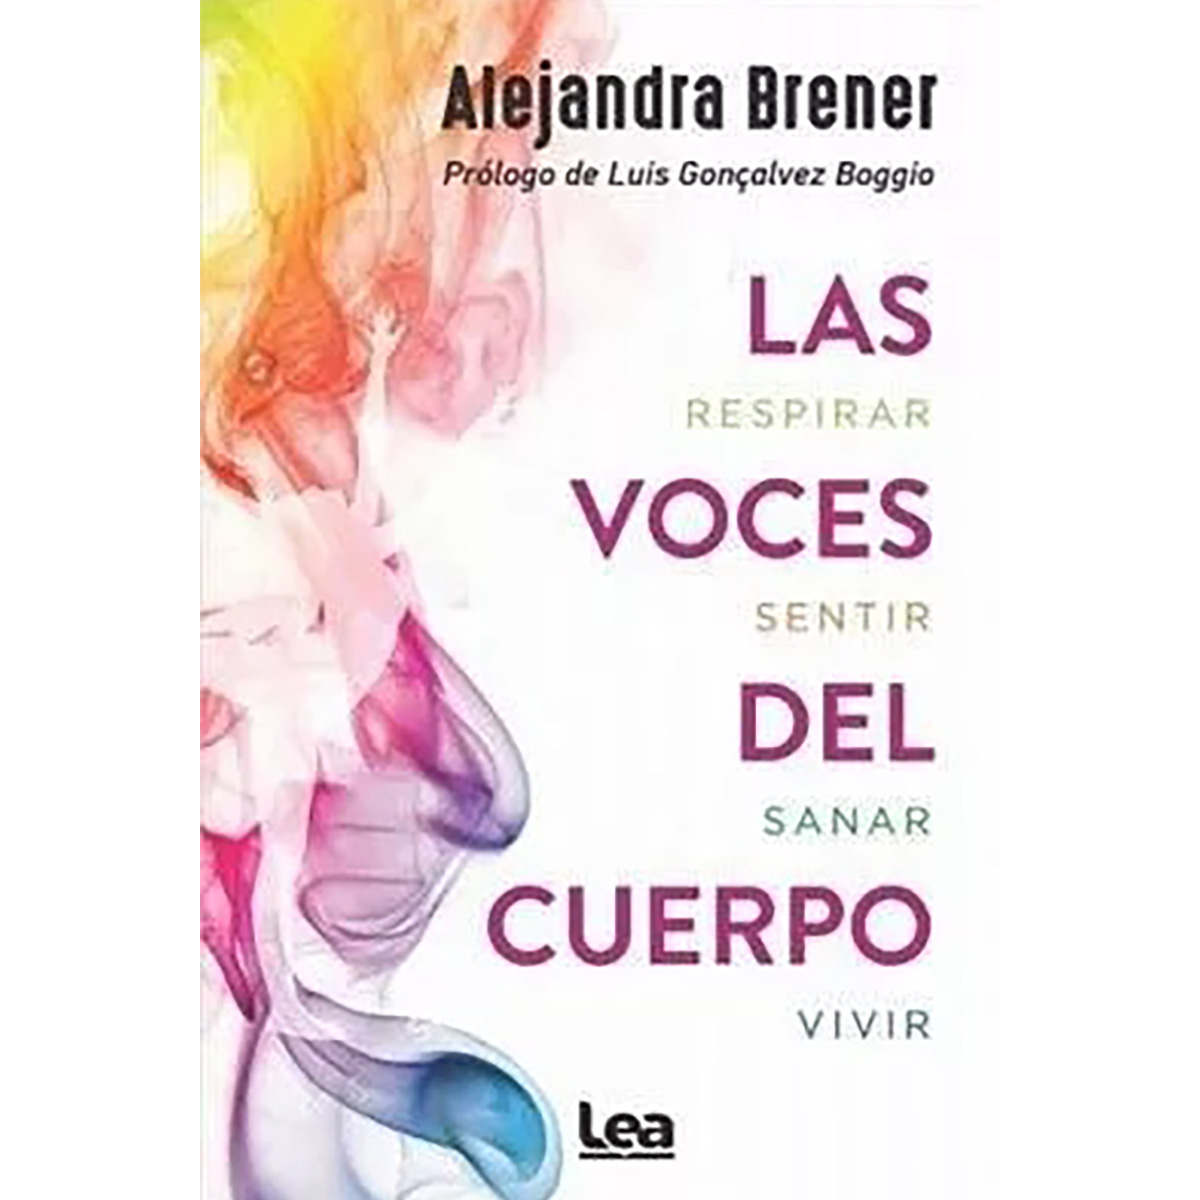 Alejandra Brener
Prólogo de Luis Gonçalvez Boggio
LAS
RESPIRAR
VOCES
SENTIR
DEL
SANAR
CUERPO
VIVIR
Lea